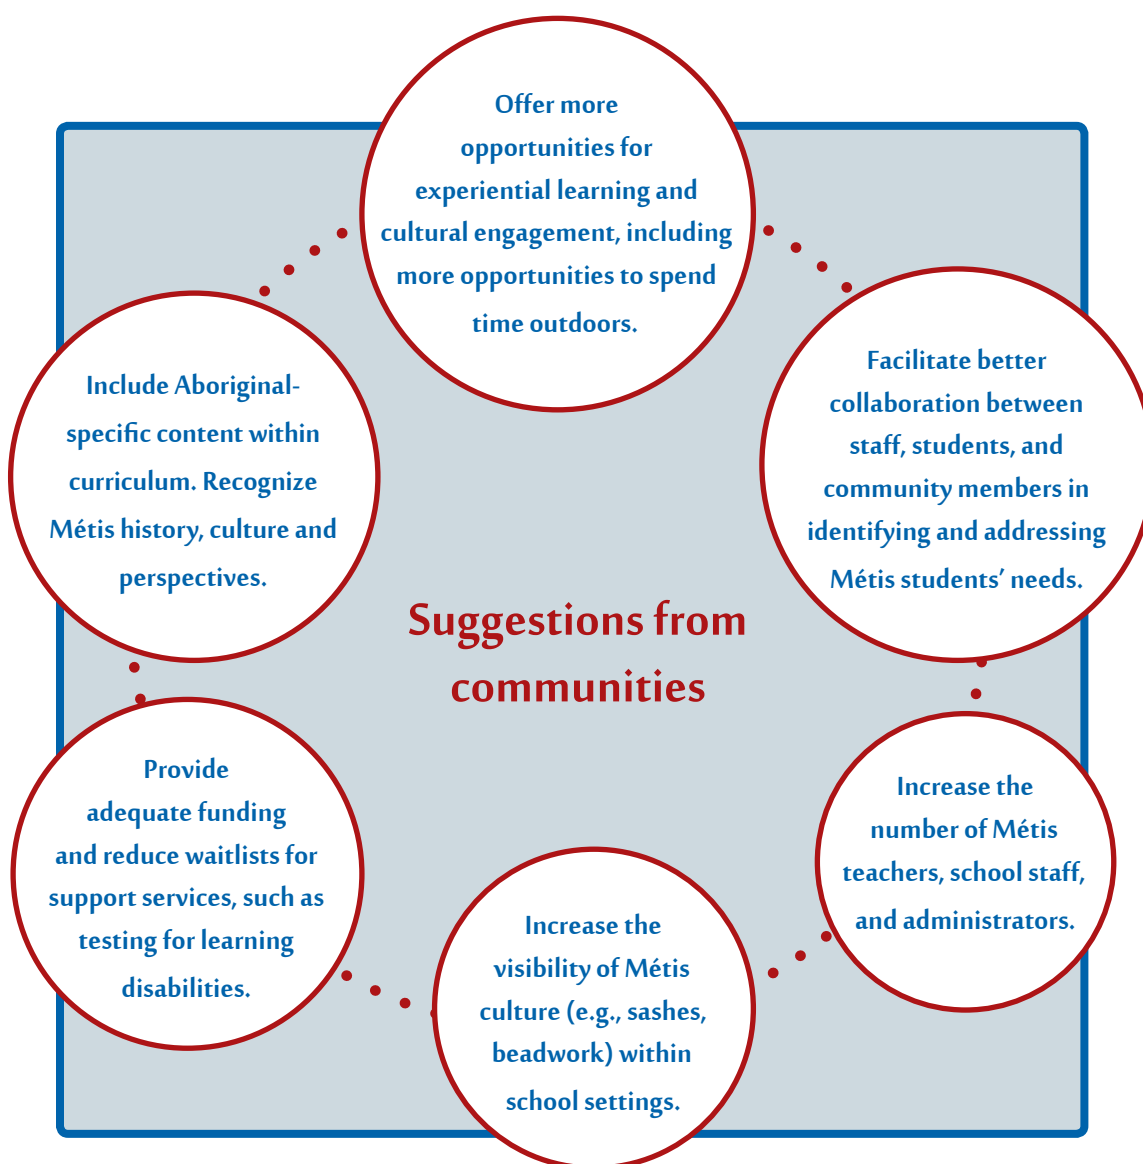 Offer more
opportunities for
experiential learning and
cultural engagement, including
more opportunities to spend
time outdoors.
Facilitate better
collaboration between
staff, students, and
community members in
identifying and addressing
Métis students’ needs.
Include Aboriginal-
specific content within
curriculum. Recognize
Métis history, culture and
perspectives.
Suggestions from
communities
Provide
adequate funding
and reduce waitlists for
support services, such as
testing for learning
disabilities.
Increase the
number of Métis
teachers, school staff,
and administrators.
Increase the
visibility of Métis
culture (e.g., sashes,
beadwork) within
school settings.